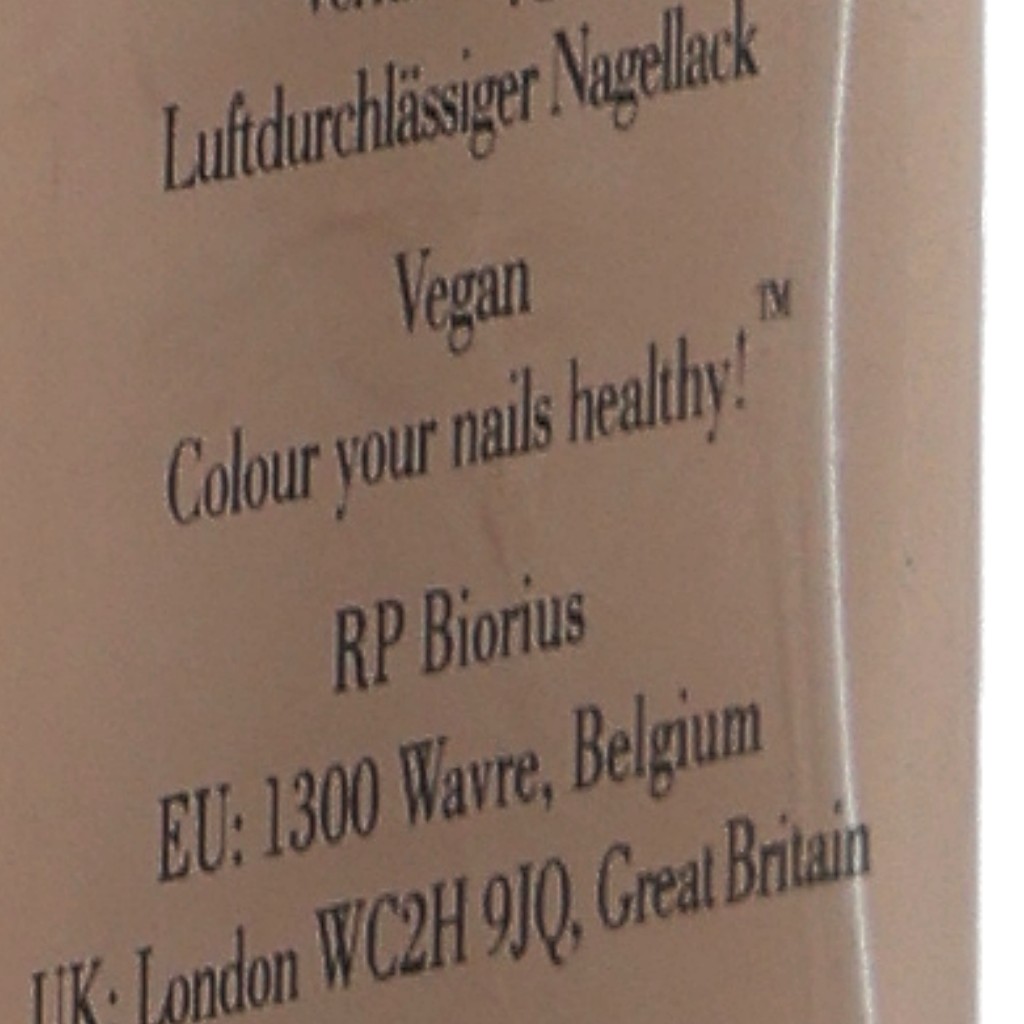 Luftdurchlässiger Nagellack
Vegan
Colour your nails healthy!™
RP Biorius
EU: 1300 Wavre, Belgium
UK: London WC2H 9JQ, Great Britain